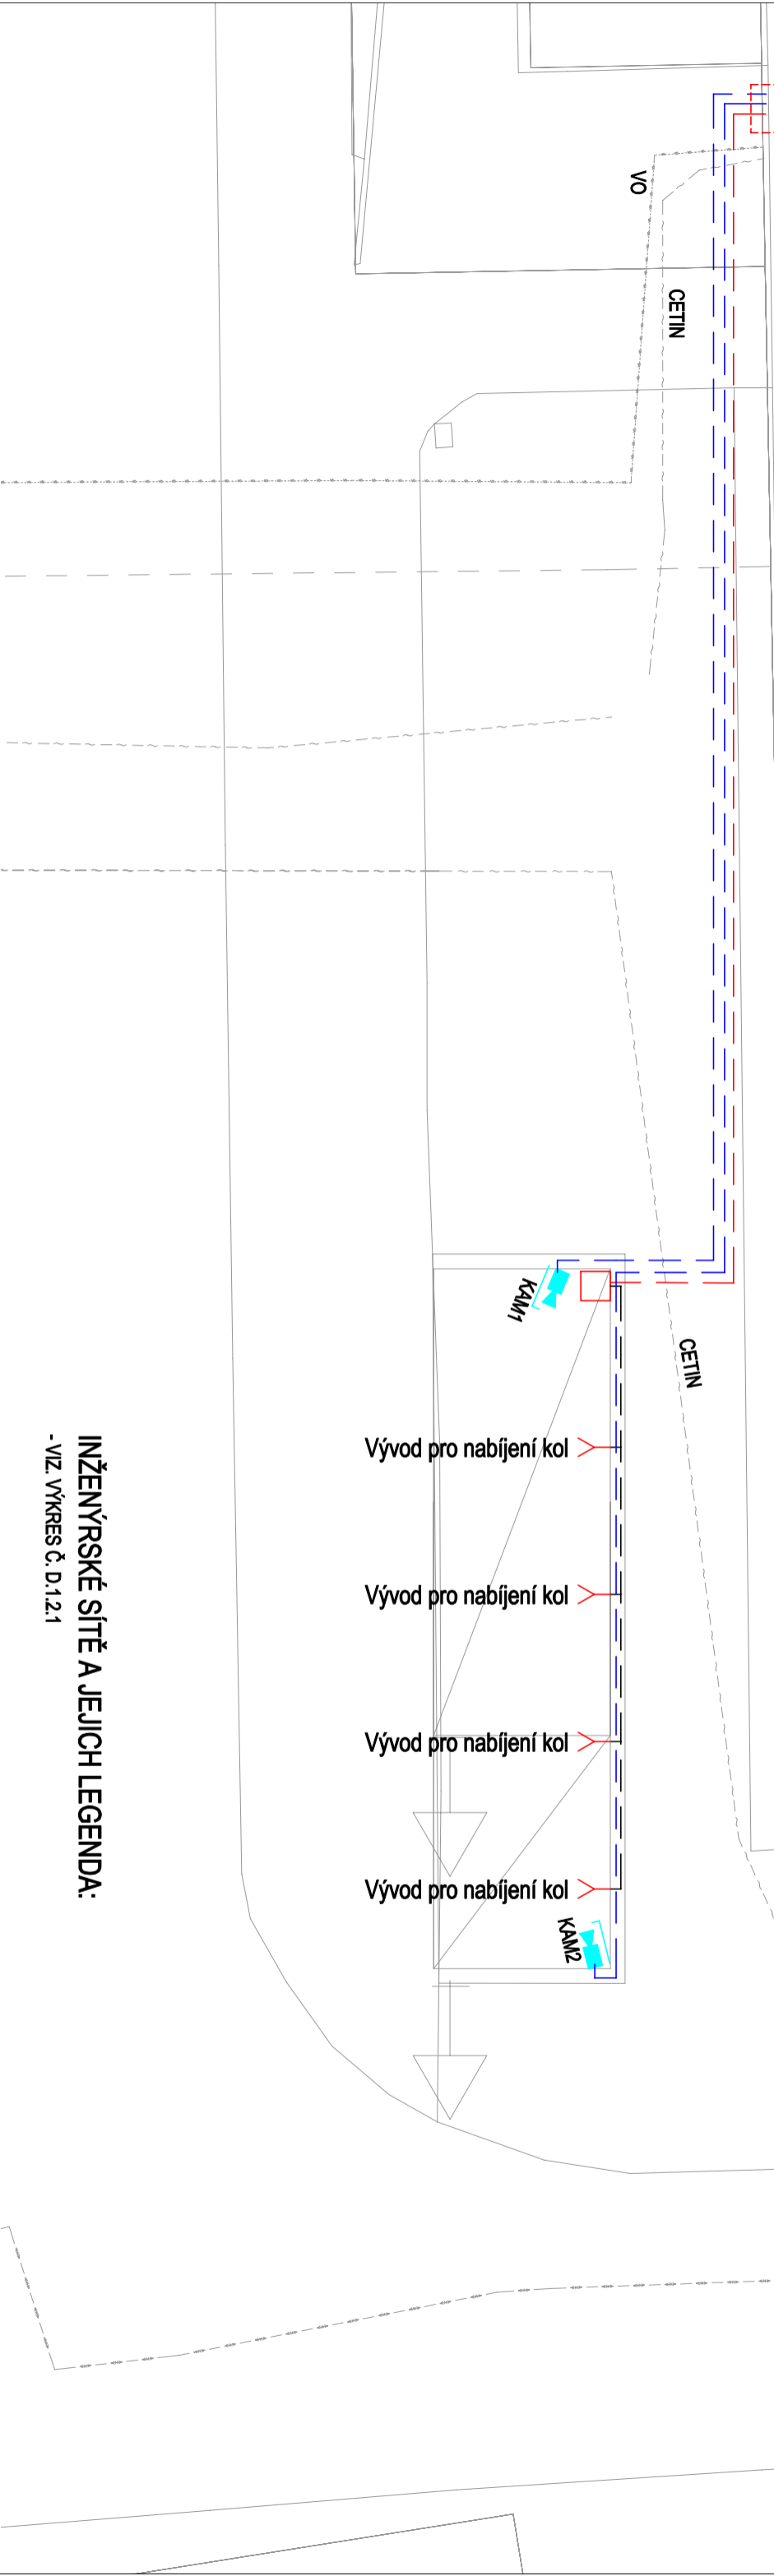 VO
CETIN
KAM1
CETIN
Vývod pro nabíjení kol
Vývod pro nabíjení kol
Vývod pro nabíjení kol
Vývod pro nabíjení kol
KAM2
INŽENÝRSKÉ SÍTĚ A JEJICH LEGENDA:
- VIZ. VÝKRES Č. D.1.2.1